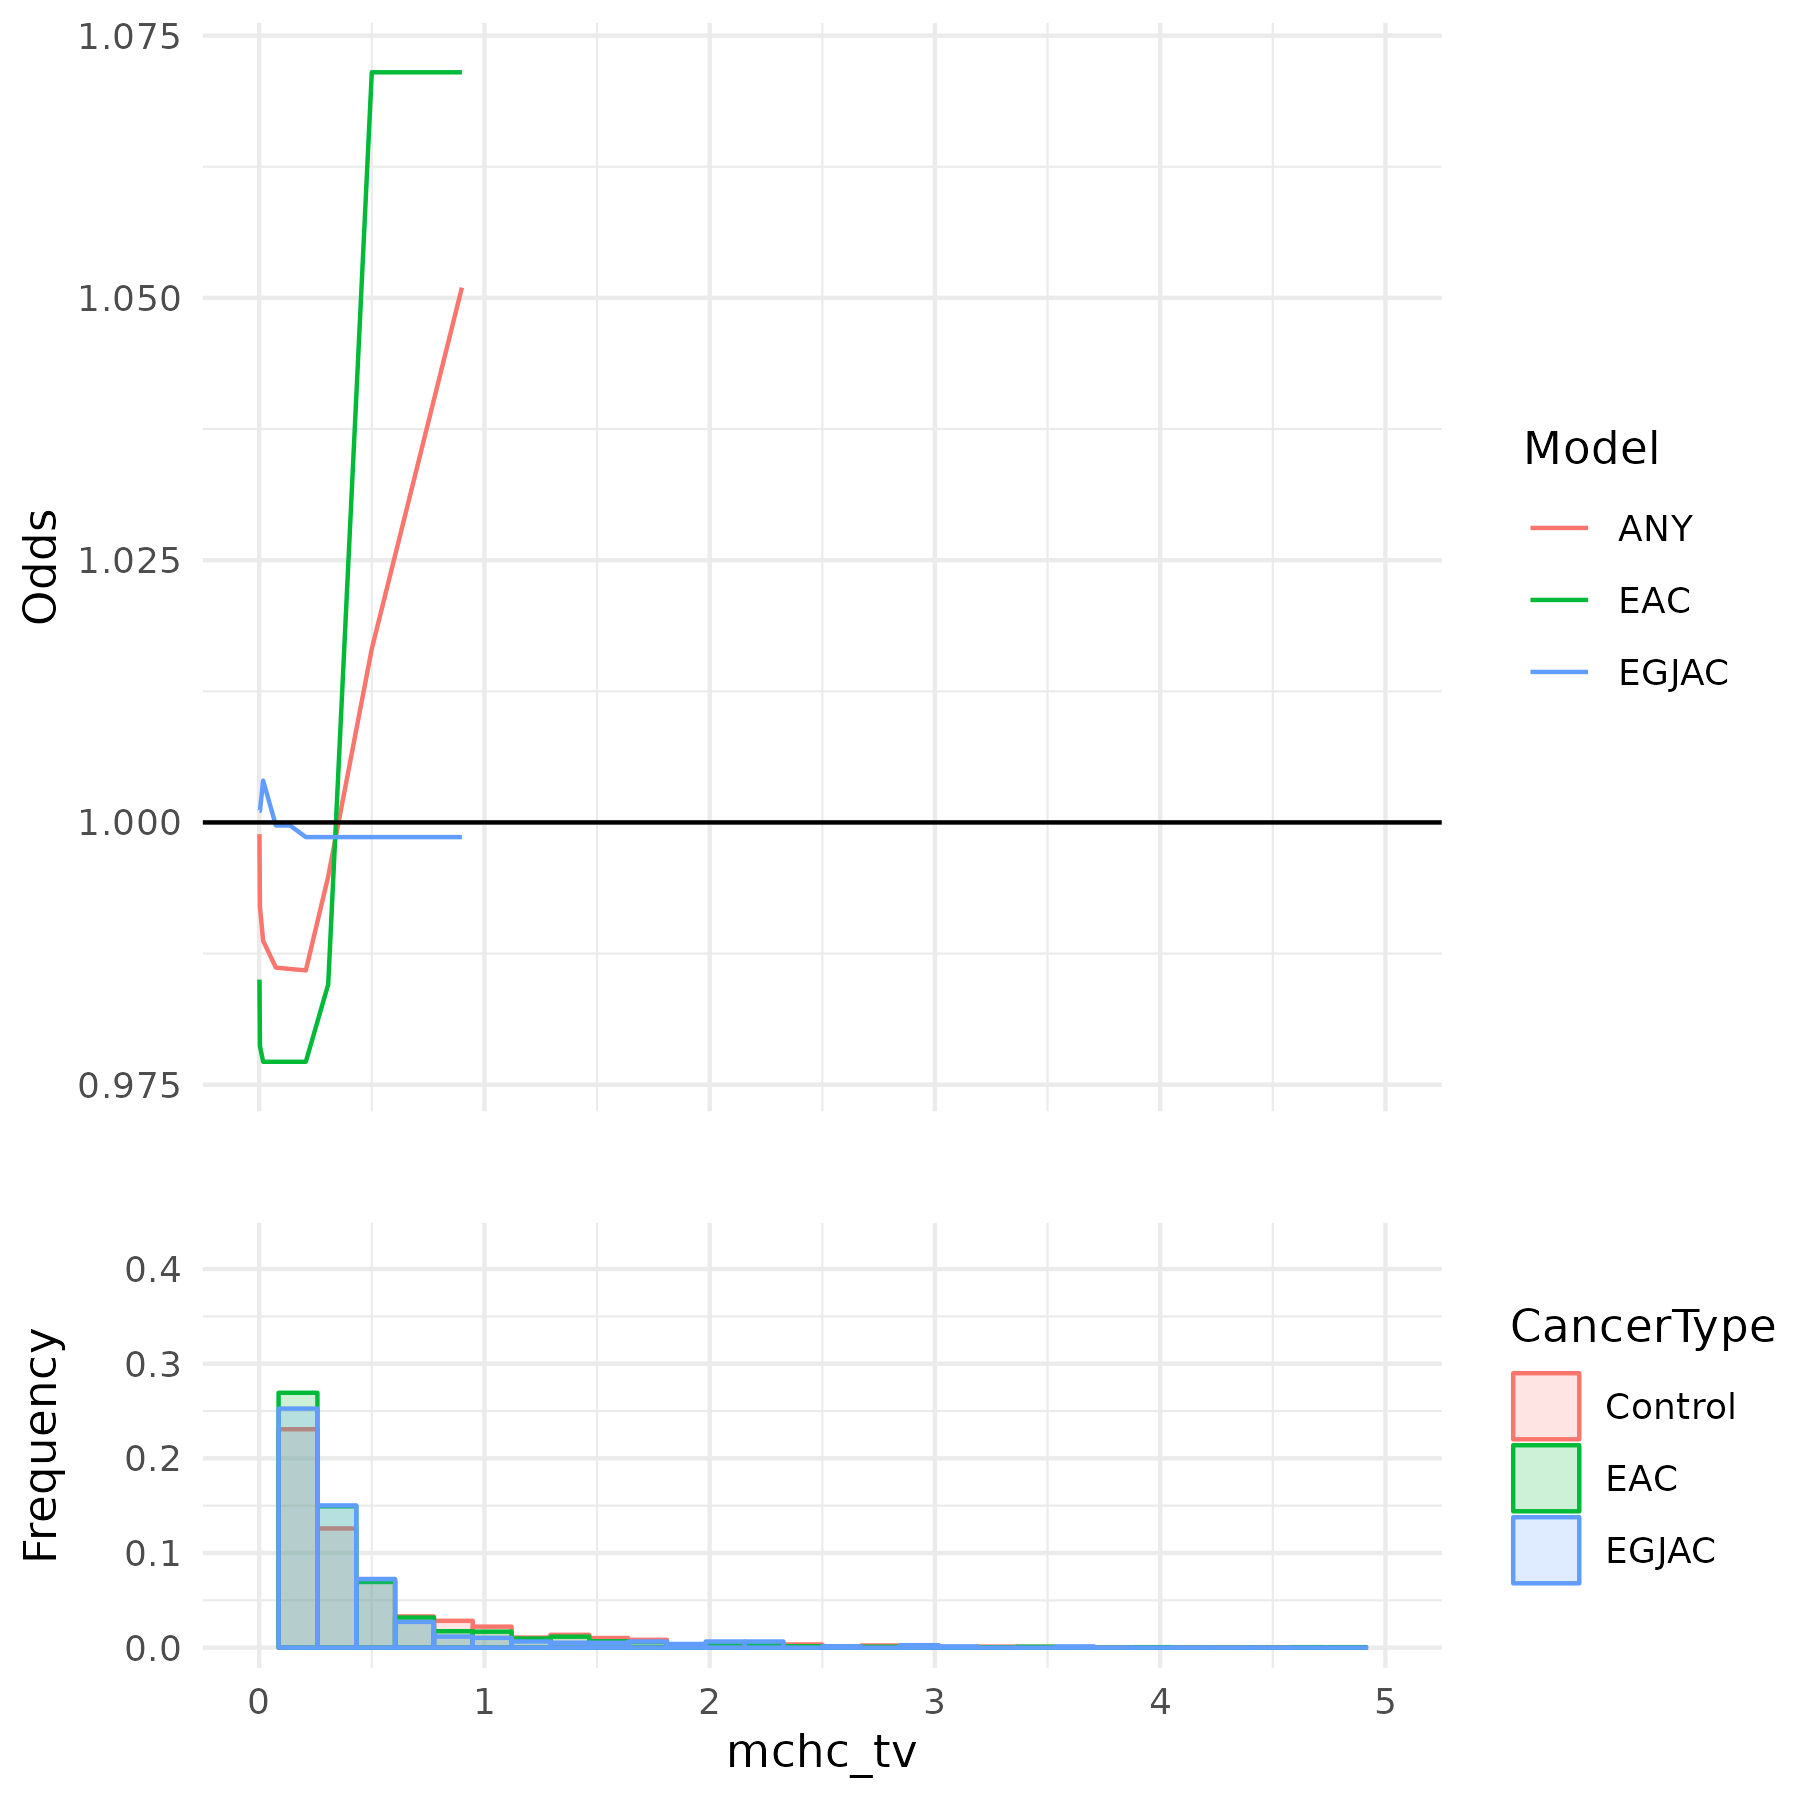 1.075
1.050
1.025
1.000
0.975
Odds
Model
ANY
EAC
EGJAC
0.4
0.3
0.2
0.1
0.0
Frequency
0 1 2 3 4 5
mchc_tv
CancerType
Control
EAC
EGJAC